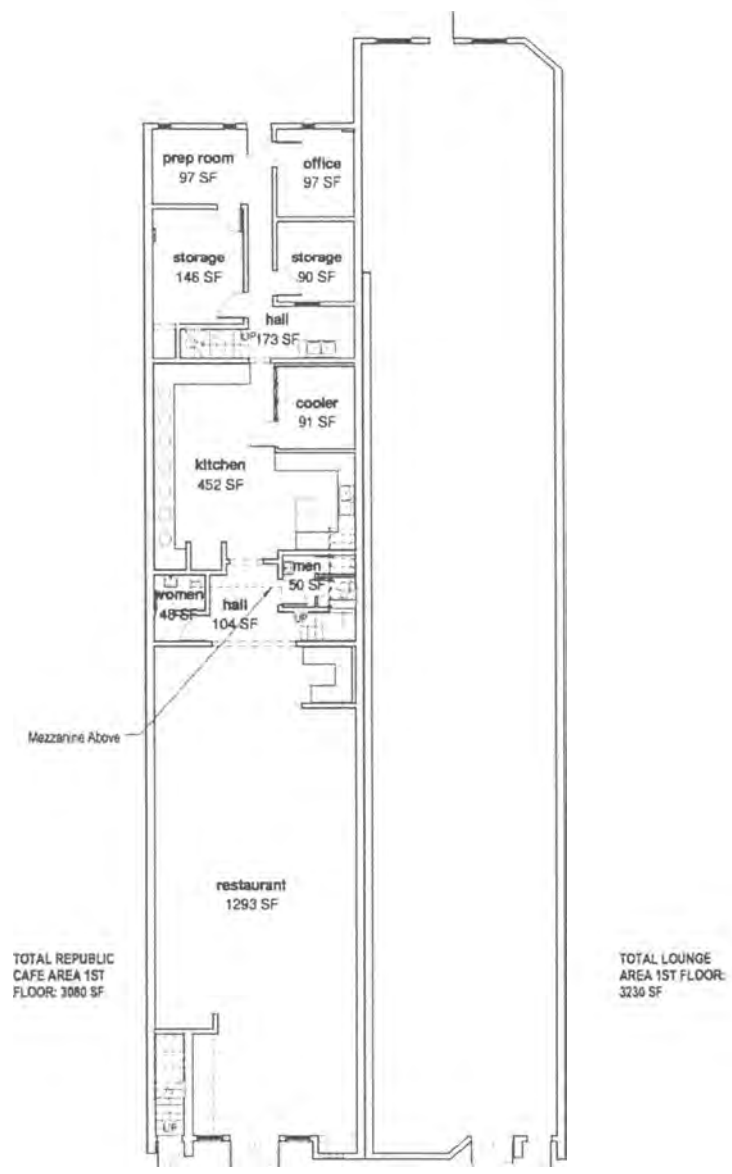 prep room
97 SF
office
97 SF
storage
146 SF
storage
90 SF
hall
UP
173 SF
cooler
91 SF
kitchen
452 SF
men
50 SF
women
48 SF
hall
104 SF
UP
Mezzanine Above
restaurant
1293 SF
TOTAL REPUBLIC
CAFE AREA 1ST
FLOOR: 3080 SF
TOTAL LOUNGE
AREA 1ST FLOOR:
3230 SF
UP